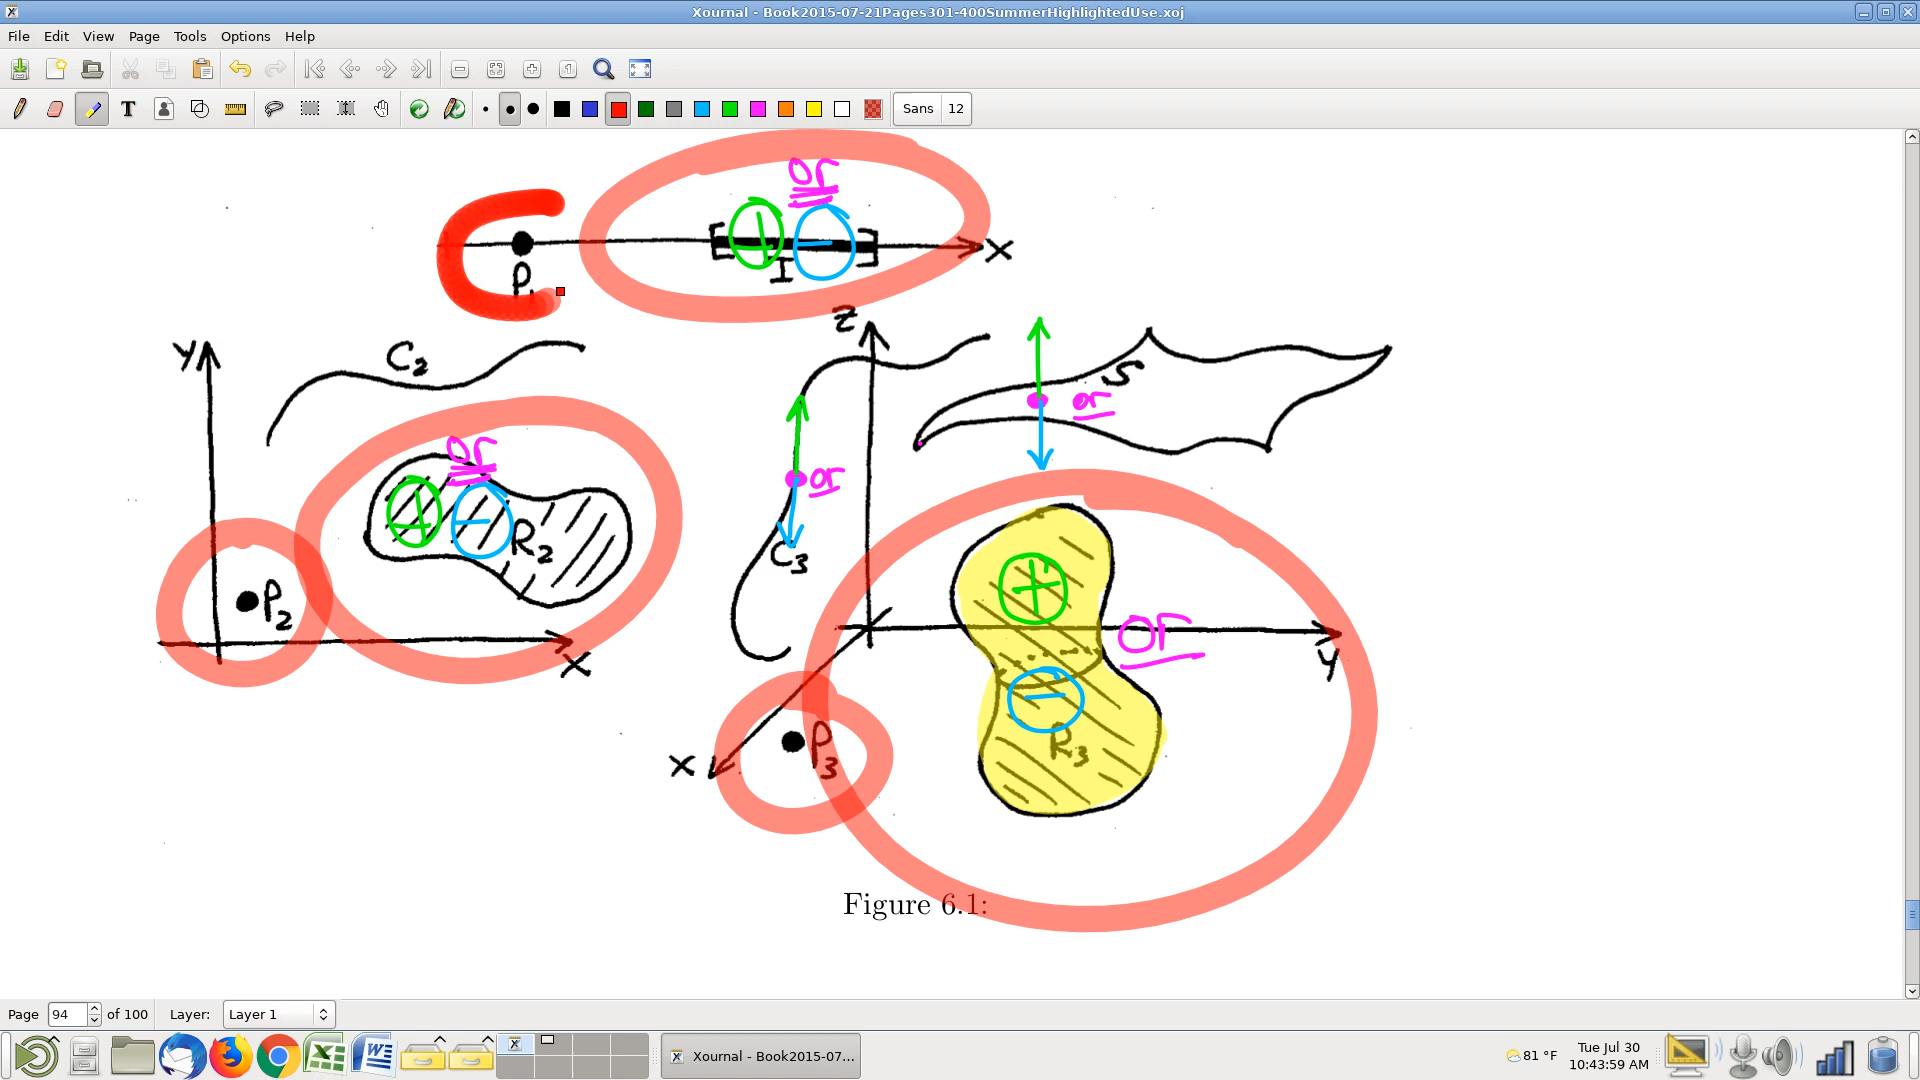 Xournal - Book2015-07-21Pages301-400SummerHighlightedUse.xoj
File Edit View Page Tools Options Help
T Sans 12
or
+ -
I
X
P1
Z
Y
C2
S
or
or
+ -
R2
or
C3
P2
X
+
or
Y
-
P3
R3
X
Figure 6.1:
Page 94 of 100 Layer: Layer 1
Xournal - Book2015-07...
81 °F
Tue Jul 30
10:43:59 AM